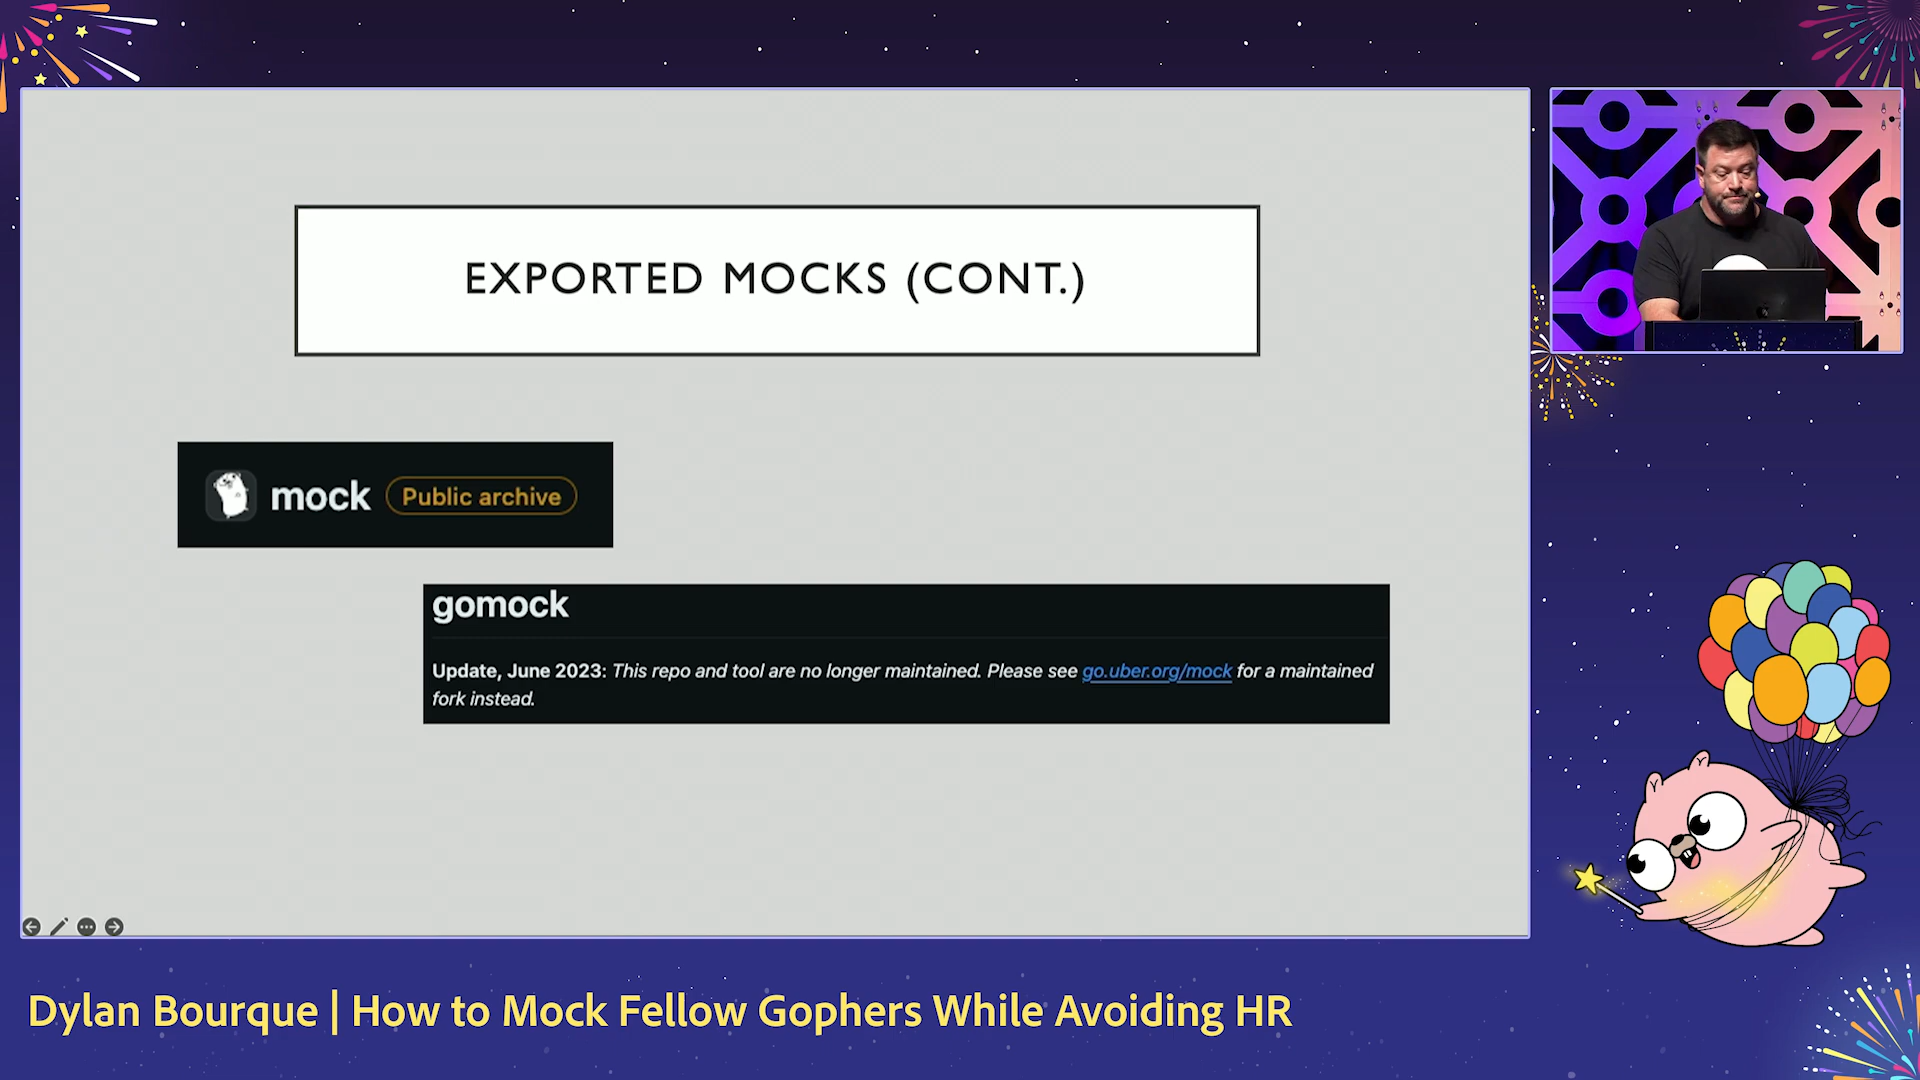 EXPORTED MOCKS (CONT.)
mock Public archive
gomock
Update, June 2023: This repo and tool are no longer maintained. Please see go.uber.org/mock for a maintained
fork instead.
Dylan Bourque | How to Mock Fellow Gophers While Avoiding HR